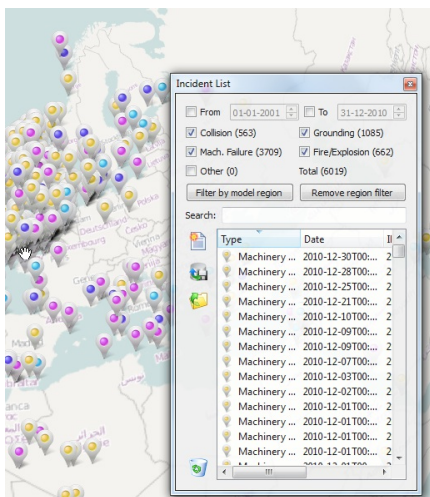 Incident List
From 01-01-2001 To 31-12-2010
Collision (563) Grounding (1085)
Mach. Failure (3709) Fire/Explosion (662)
Other (0) Total (6019)
Filter by model region Remove region filter
Search:
Type Date
Machinery ... 2010-12-30T00:... 2
Machinery ... 2010-12-28T00:... 2
Machinery ... 2010-12-25T00:... 2
Machinery ... 2010-12-21T00:... 2
Machinery ... 2010-12-10T00:... 2
Machinery ... 2010-12-09T00:... 2
Machinery ... 2010-12-09T00:... 2
Machinery ... 2010-12-07T00:... 2
Machinery ... 2010-12-03T00:... 2
Machinery ... 2010-12-02T00:... 2
Machinery ... 2010-12-01T00:... 2
Machinery ... 2010-12-01T00:... 2
Machinery ... 2010-12-01T00:... 2
Machinery ... 2010-12-01T00:... 2
Polska
Deutschland
Česko
Madrid